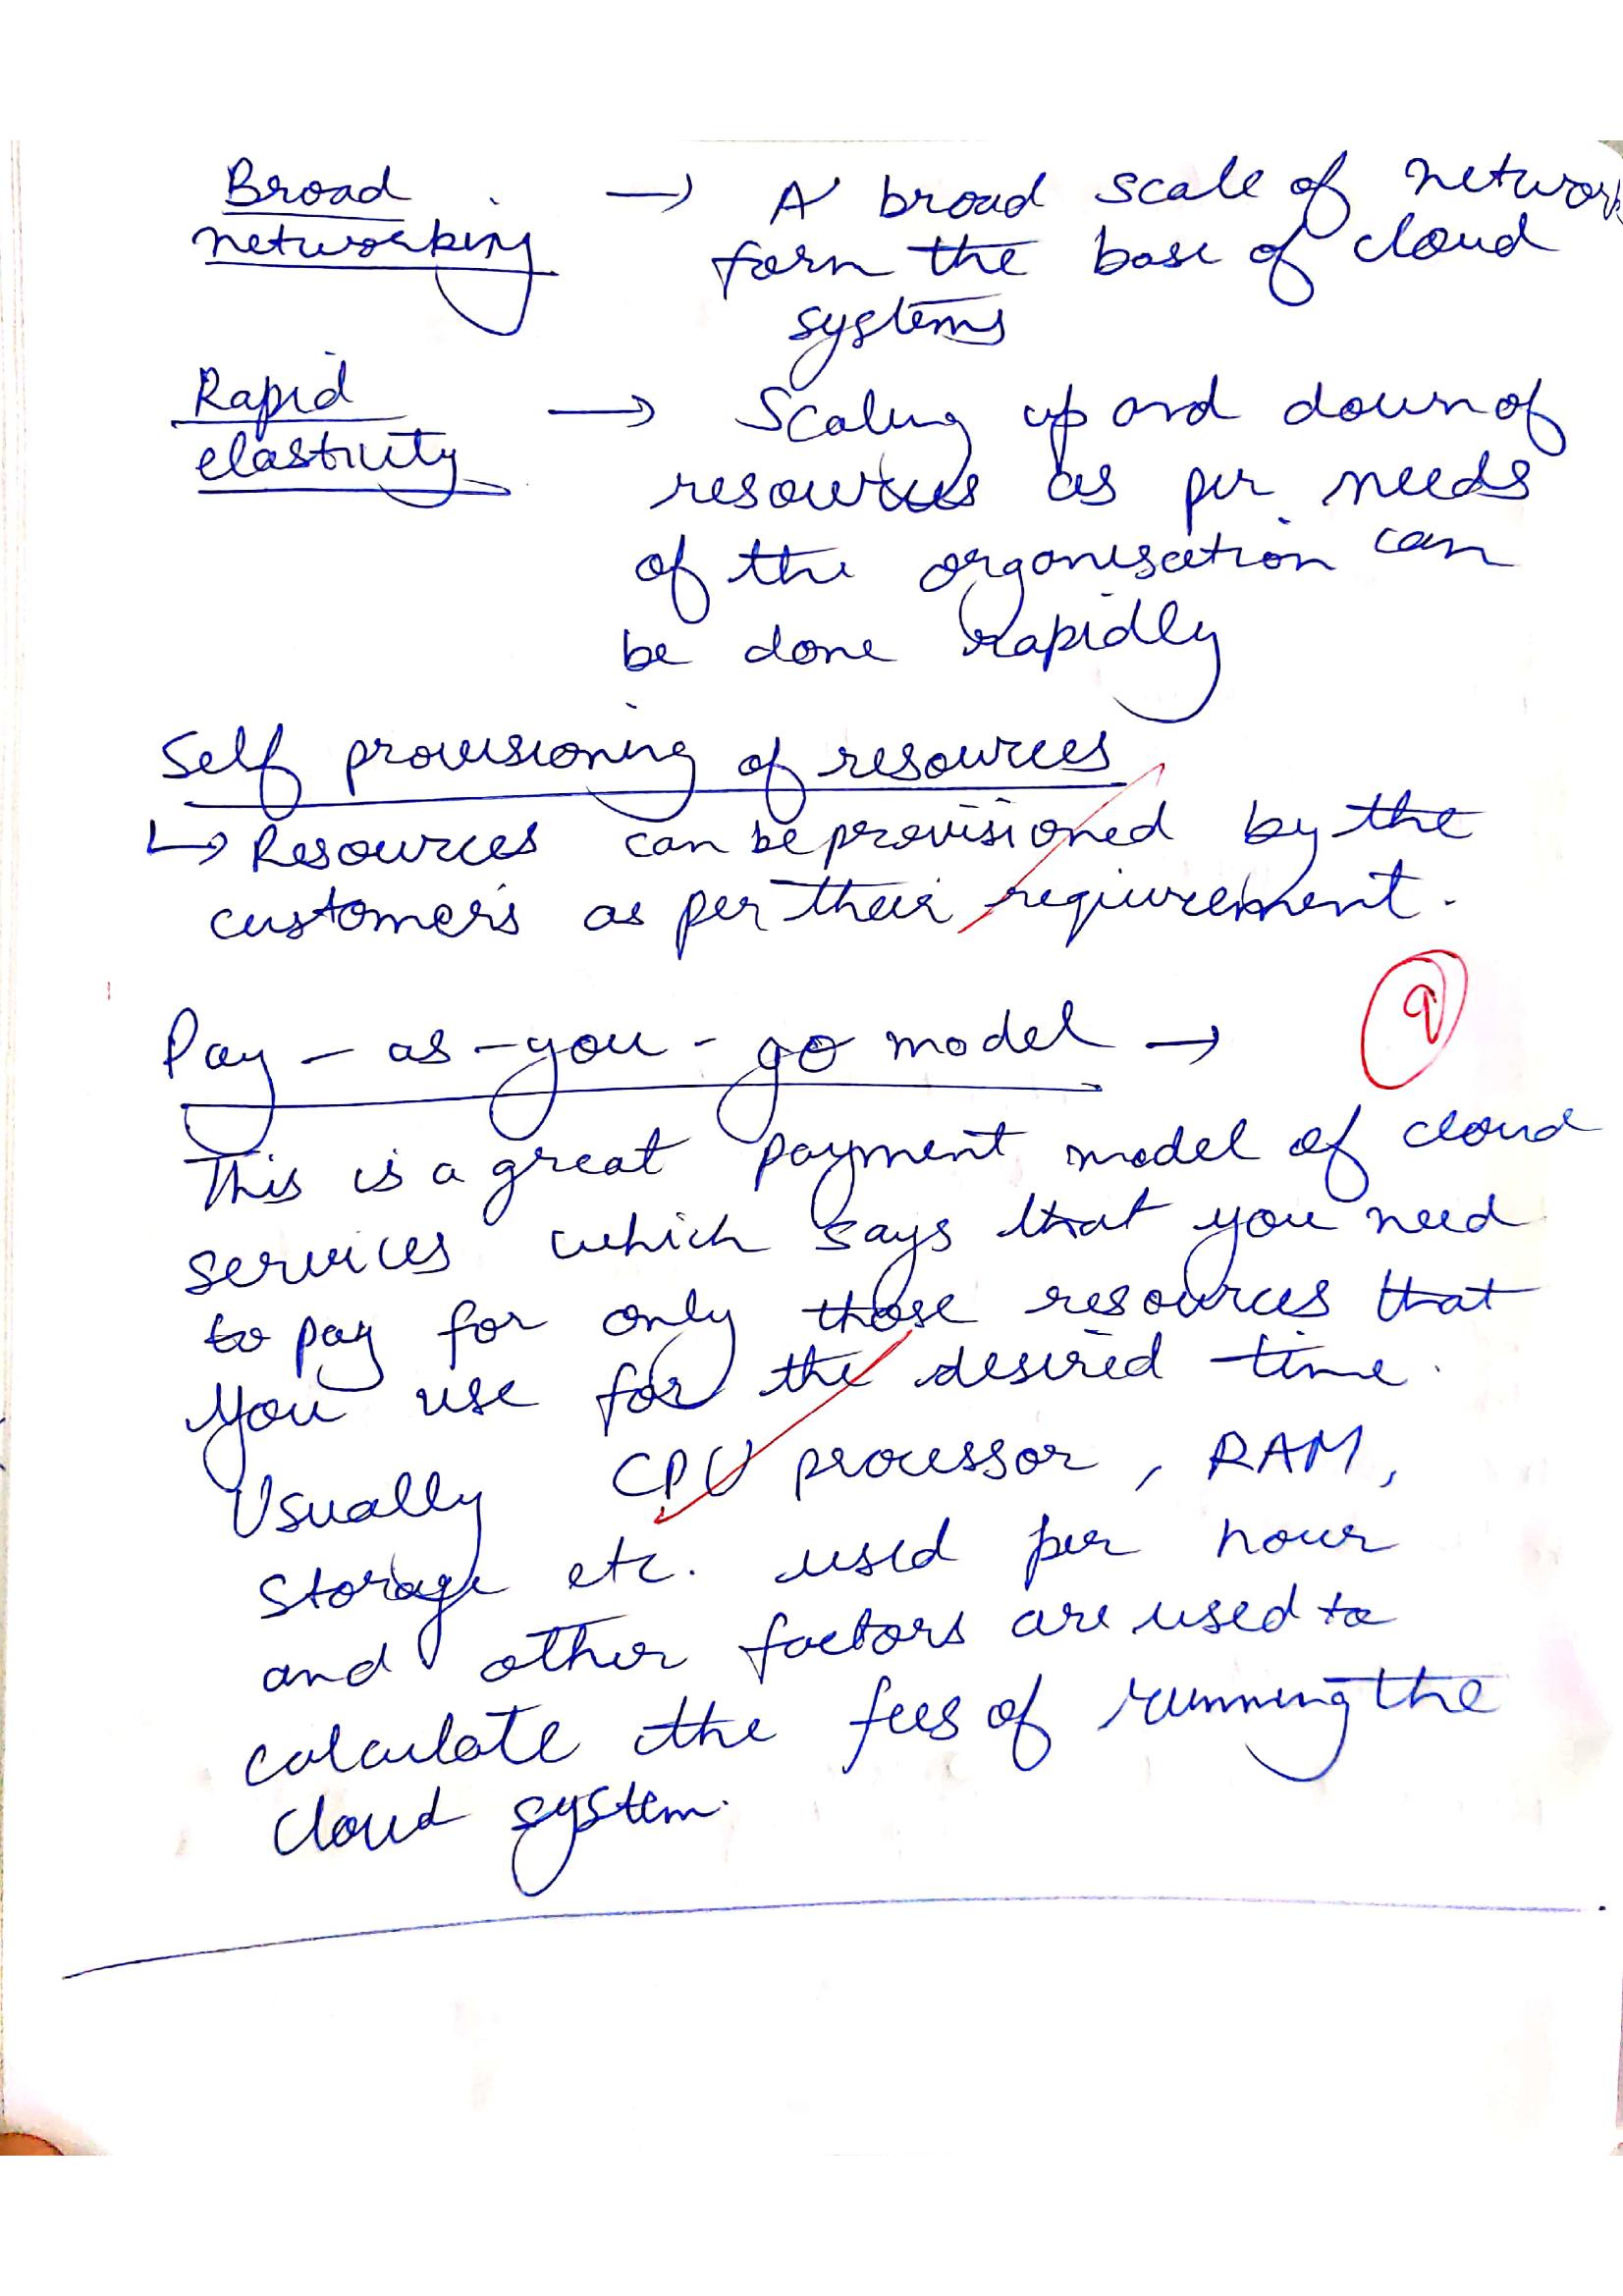 Broad → A broad scale of network
networking form the base of cloud
systems
Rapid → Scaling up and down of
elasticity resources as per needs
of the organisation can
be done rapidly
Self provisioning of resources
↳ Resources can be provisioned by the
customers as per their requirement.
9
Pay-as-you-go model →
This is a great payment model of cloud
services which says that you need
to pay for only those resources that
you use for the desired time.
Usually CPU processor, RAM,
storage etc. used per hour
and other factors are used to
calculate the fees of running the
cloud system.